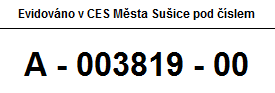 Evidováno v CES Města Sušice pod číslem
A - 003819 - 00